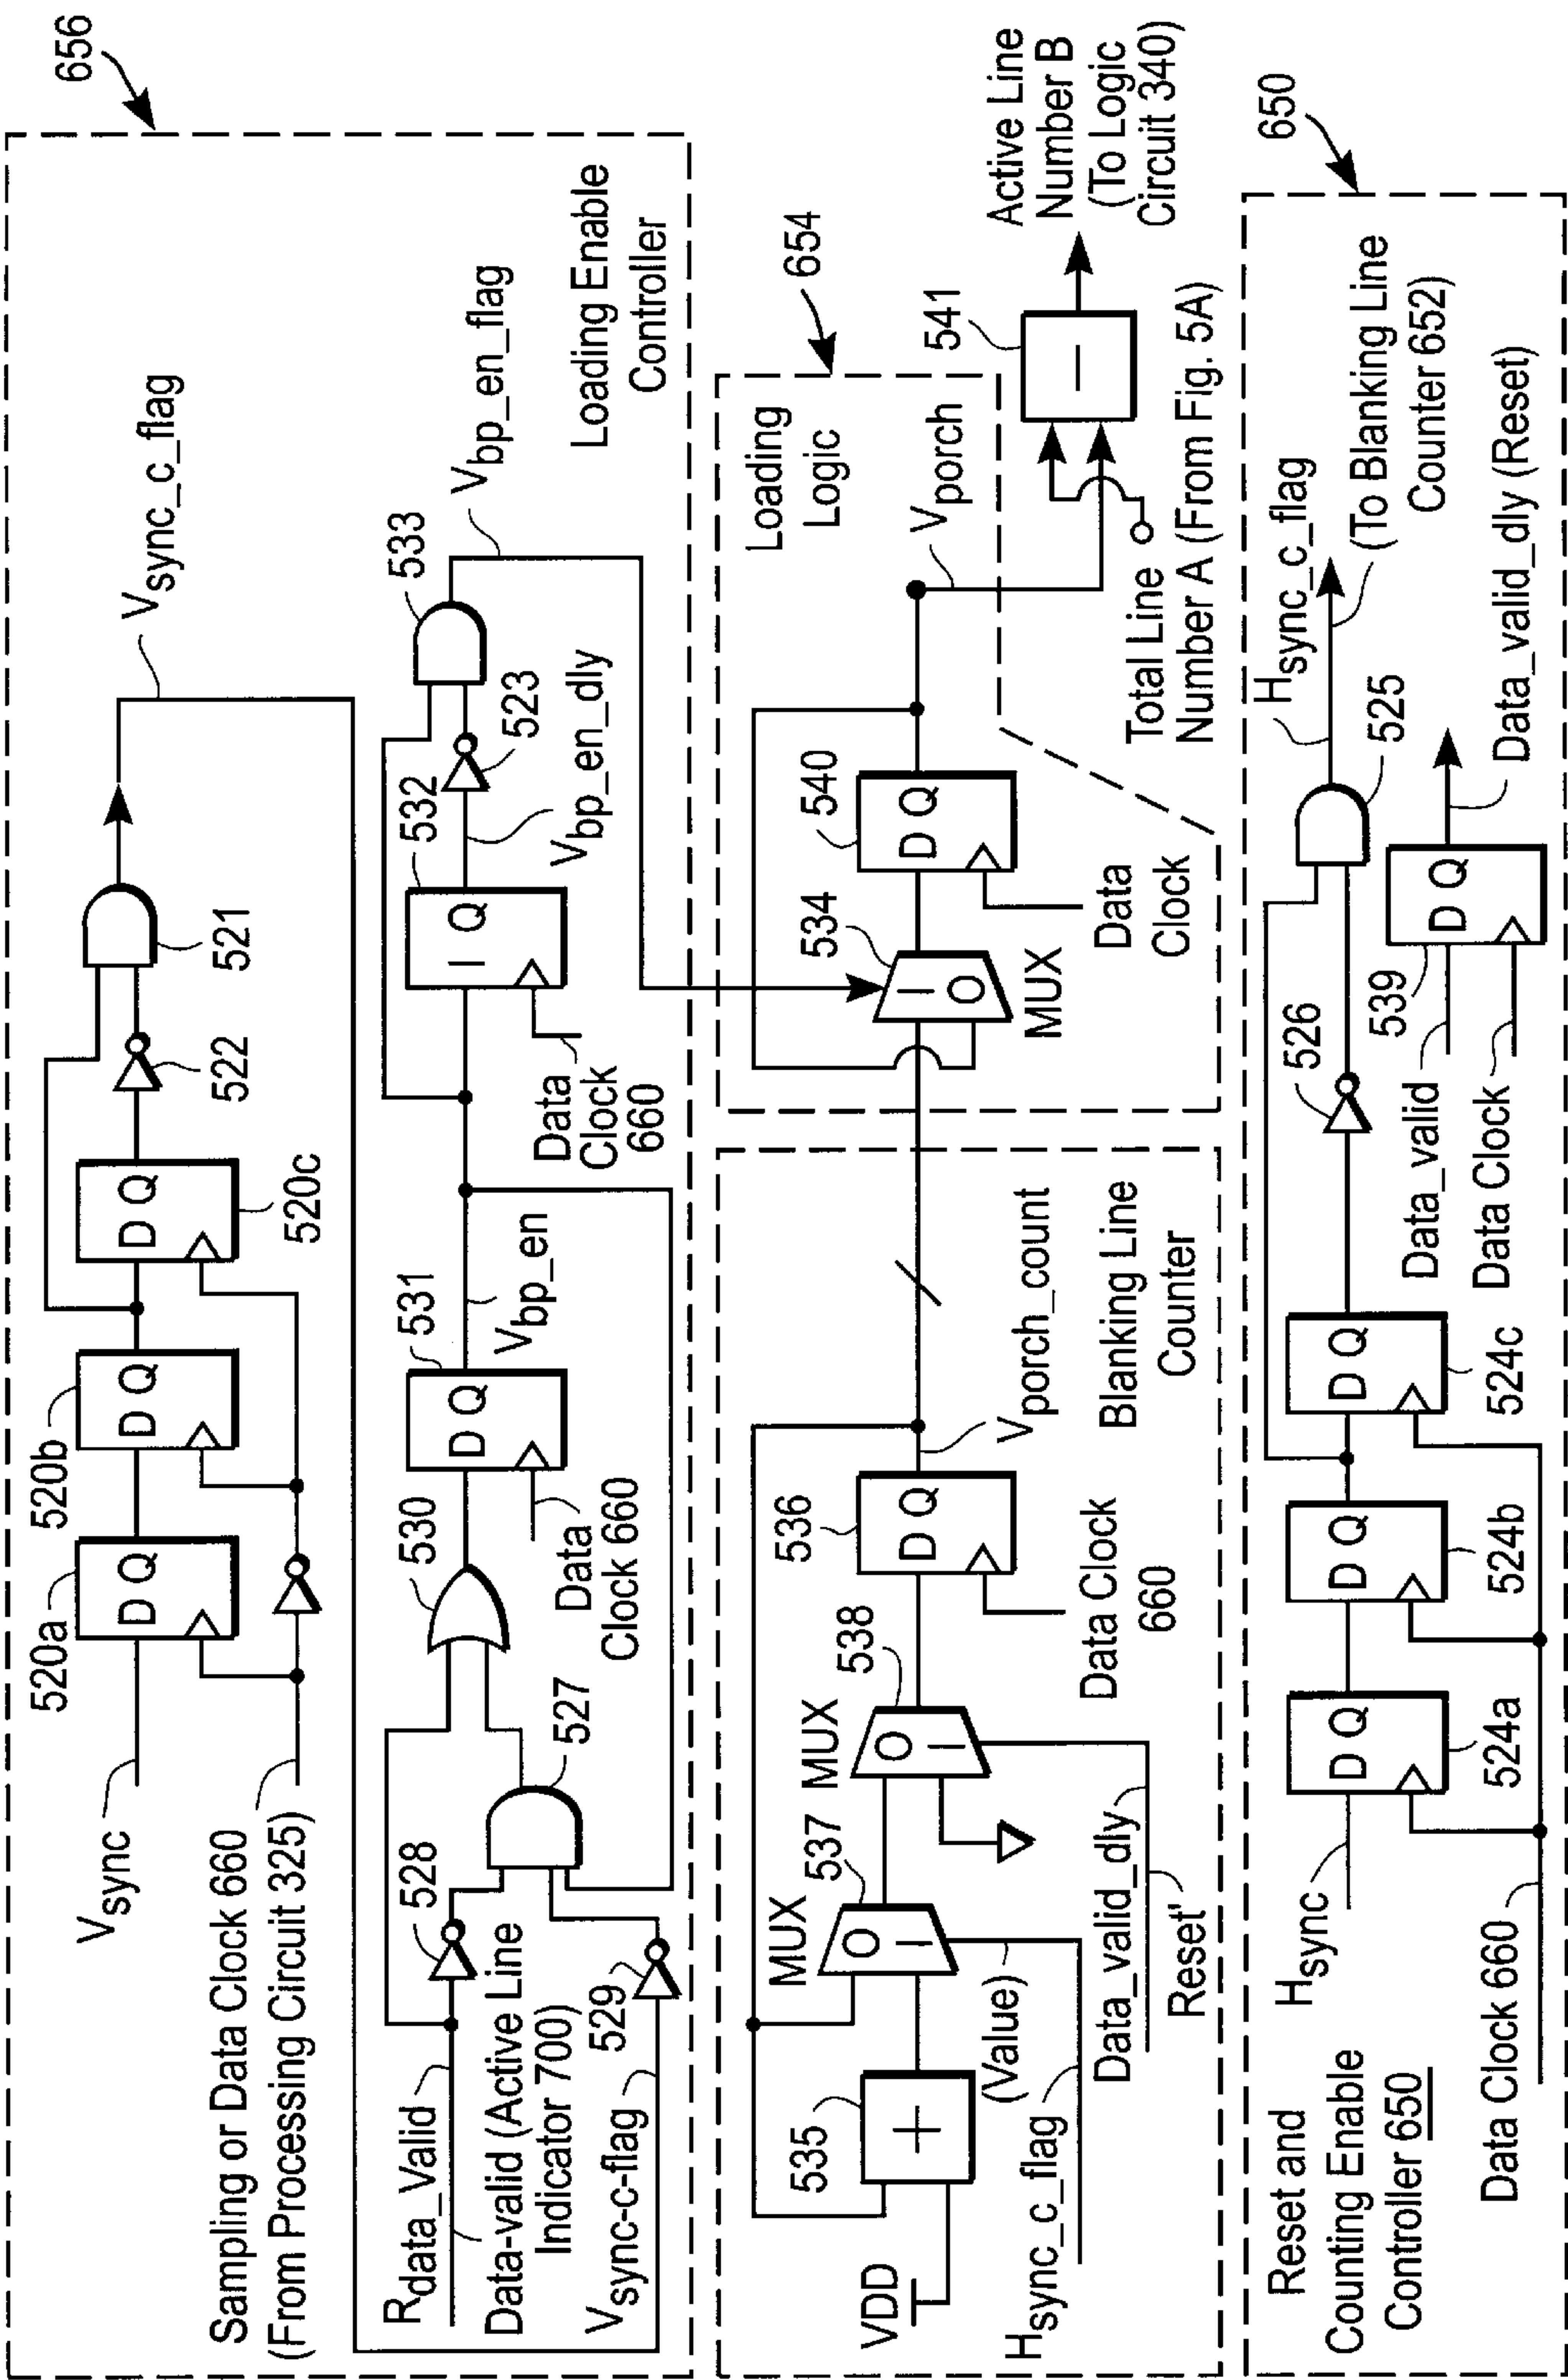 656
Vsync
Sampling or Data Clock 660
(From Processing Circuit 325)
520a
D Q
520b
D Q
520c
D Q
522
521
Vsync_c_flag
Rdata_Valid
Data-valid (Active Line
Indicator 700)
Vsync-c-flag
528
529
527
530
531
D Q
Data
Clock 660
Vbp_en
532
I Q
Data
Clock
660
Vbp_en_dly
523
533
Vbp_en_flag
Loading Enable
Controller
VDD
535
+
Hsync_c_flag
(Value)
MUX
537
O
I
MUX
538
O
I
Data_valid_dly
Reset'
536
D Q
Data Clock
660
Vporch_count
Blanking Line
Counter
534
I
O
MUX
540
D Q
Data
Clock
Loading
Logic
Vporch
654
541
−
Total Line
Number A (From Fig. 5A)
Active Line
Number B
(To Logic
Circuit 340)
650
Reset and
Counting Enable
Controller 650
Hsync
Data Clock 660
524a
D Q
524b
D Q
524c
D Q
526
525
Hsync_c_flag
(To Blanking Line
Counter 652)
Data_valid
Data Clock
539
D Q
Data_valid_dly (Reset)